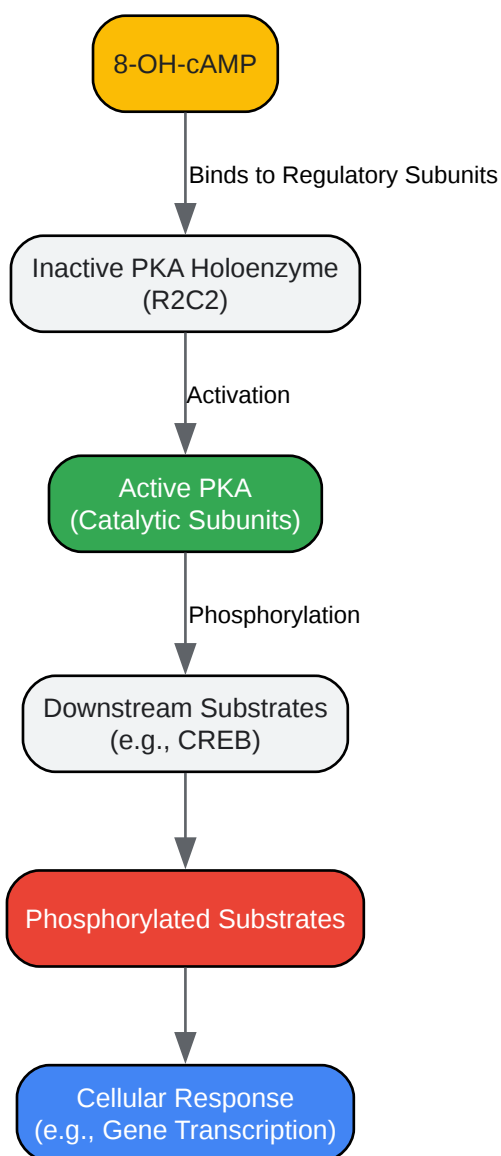 8-OH-cAMP
Binds to Regulatory Subunits
Inactive PKA Holoenzyme
(R2C2)
Activation
Active PKA
(Catalytic Subunits)
Phosphorylation
Downstream Substrates
(e.g., CREB)
Phosphorylated Substrates
Cellular Response
(e.g., Gene Transcription)